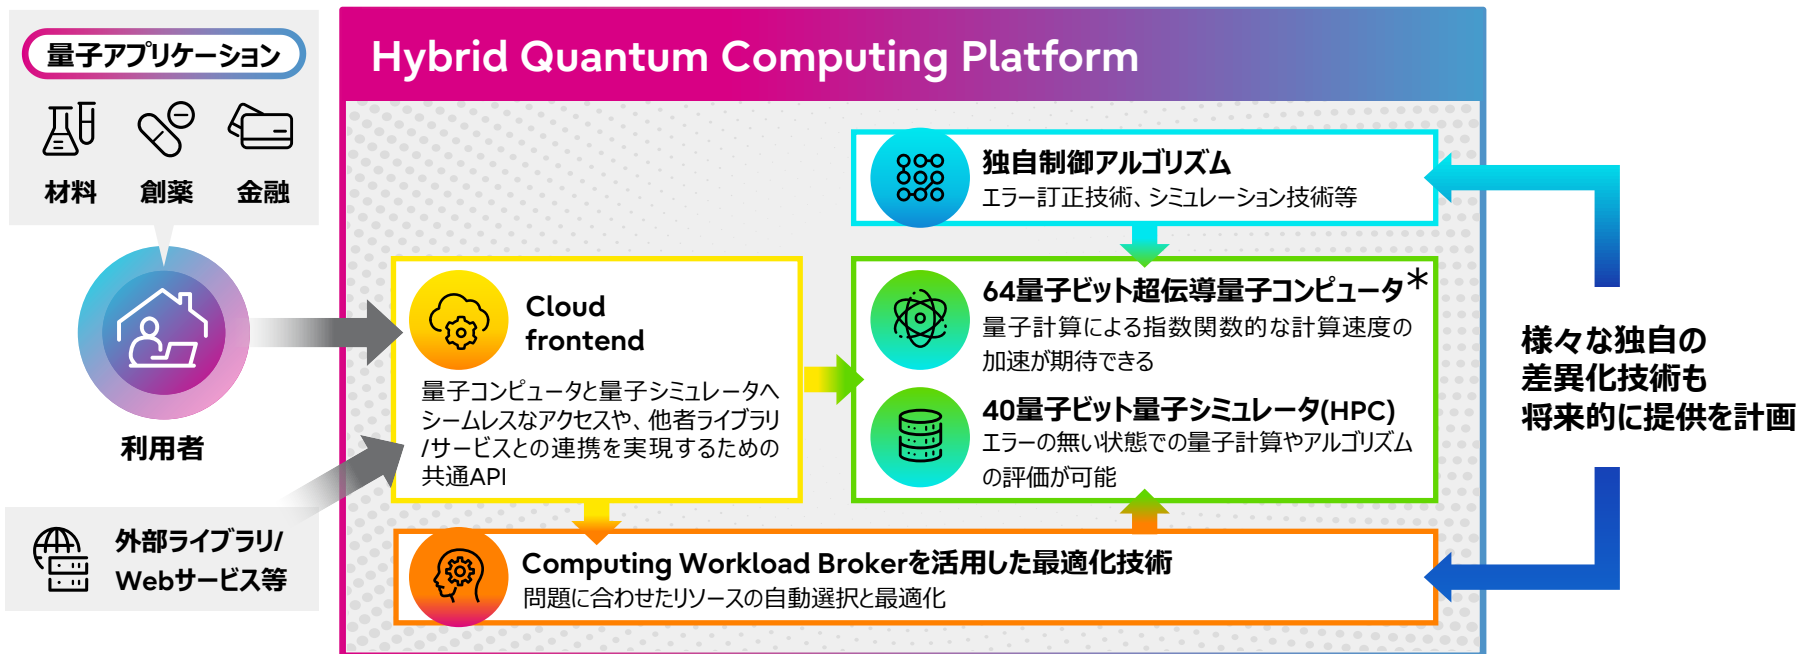 量子アプリケーション
材料
創薬
金融
利用者
外部ライブラリ/
Webサービス等
Hybrid Quantum Computing Platform
独自制御アルゴリズム
エラー訂正技術、シミュレーション技術等
Cloud
frontend
量子コンピュータと量子シミュレータへ
シームレスなアクセスや、他者ライブラリ
/サービスとの連携を実現するための
共通API
64量子ビット超伝導量子コンピュータ*
量子計算による指数関数的な計算速度の
加速が期待できる
40量子ビット量子シミュレータ(HPC)
エラーの無い状態での量子計算やアルゴリズム
の評価が可能
Computing Workload Brokerを活用した最適化技術
問題に合わせたリソースの自動選択と最適化
様々な独自の
差異化技術も
将来的に提供を計画